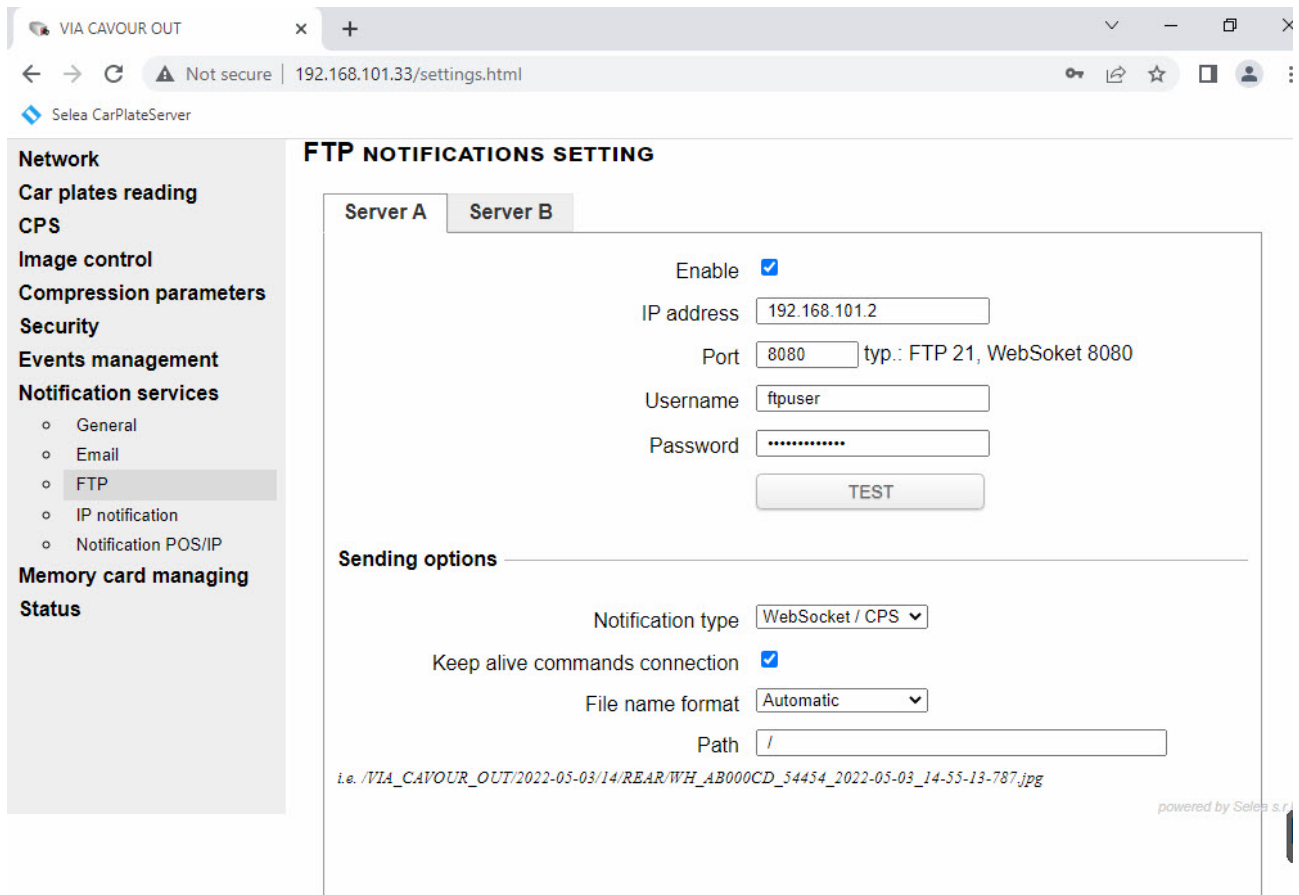 VIA CAVOUR OUT
Not secure 192.168.101.33/settings.html
Selea CarPlateServer
Network
Car plates reading
CPS
Image control
Compression parameters
Security
Events management
Notification services
General
Email
FTP
IP notification
Notification POS/IP
Memory card managing
Status
FTP NOTIFICATIONS SETTING
Server A Server B
Enable
IP address 192.168.101.2
Port 8080 typ.: FTP 21, WebSoket 8080
Username ftpuser
Password •••••••••••••
TEST
Sending options
Notification type WebSocket / CPS
Keep alive commands connection
File name format Automatic
Path /
i.e. /VIA_CAVOUR_OUT/2022-05-03/14/REAR/WH_AB000CD_54454_2022-05-03_14-55-13-787.jpg
powered by Selea s.r.